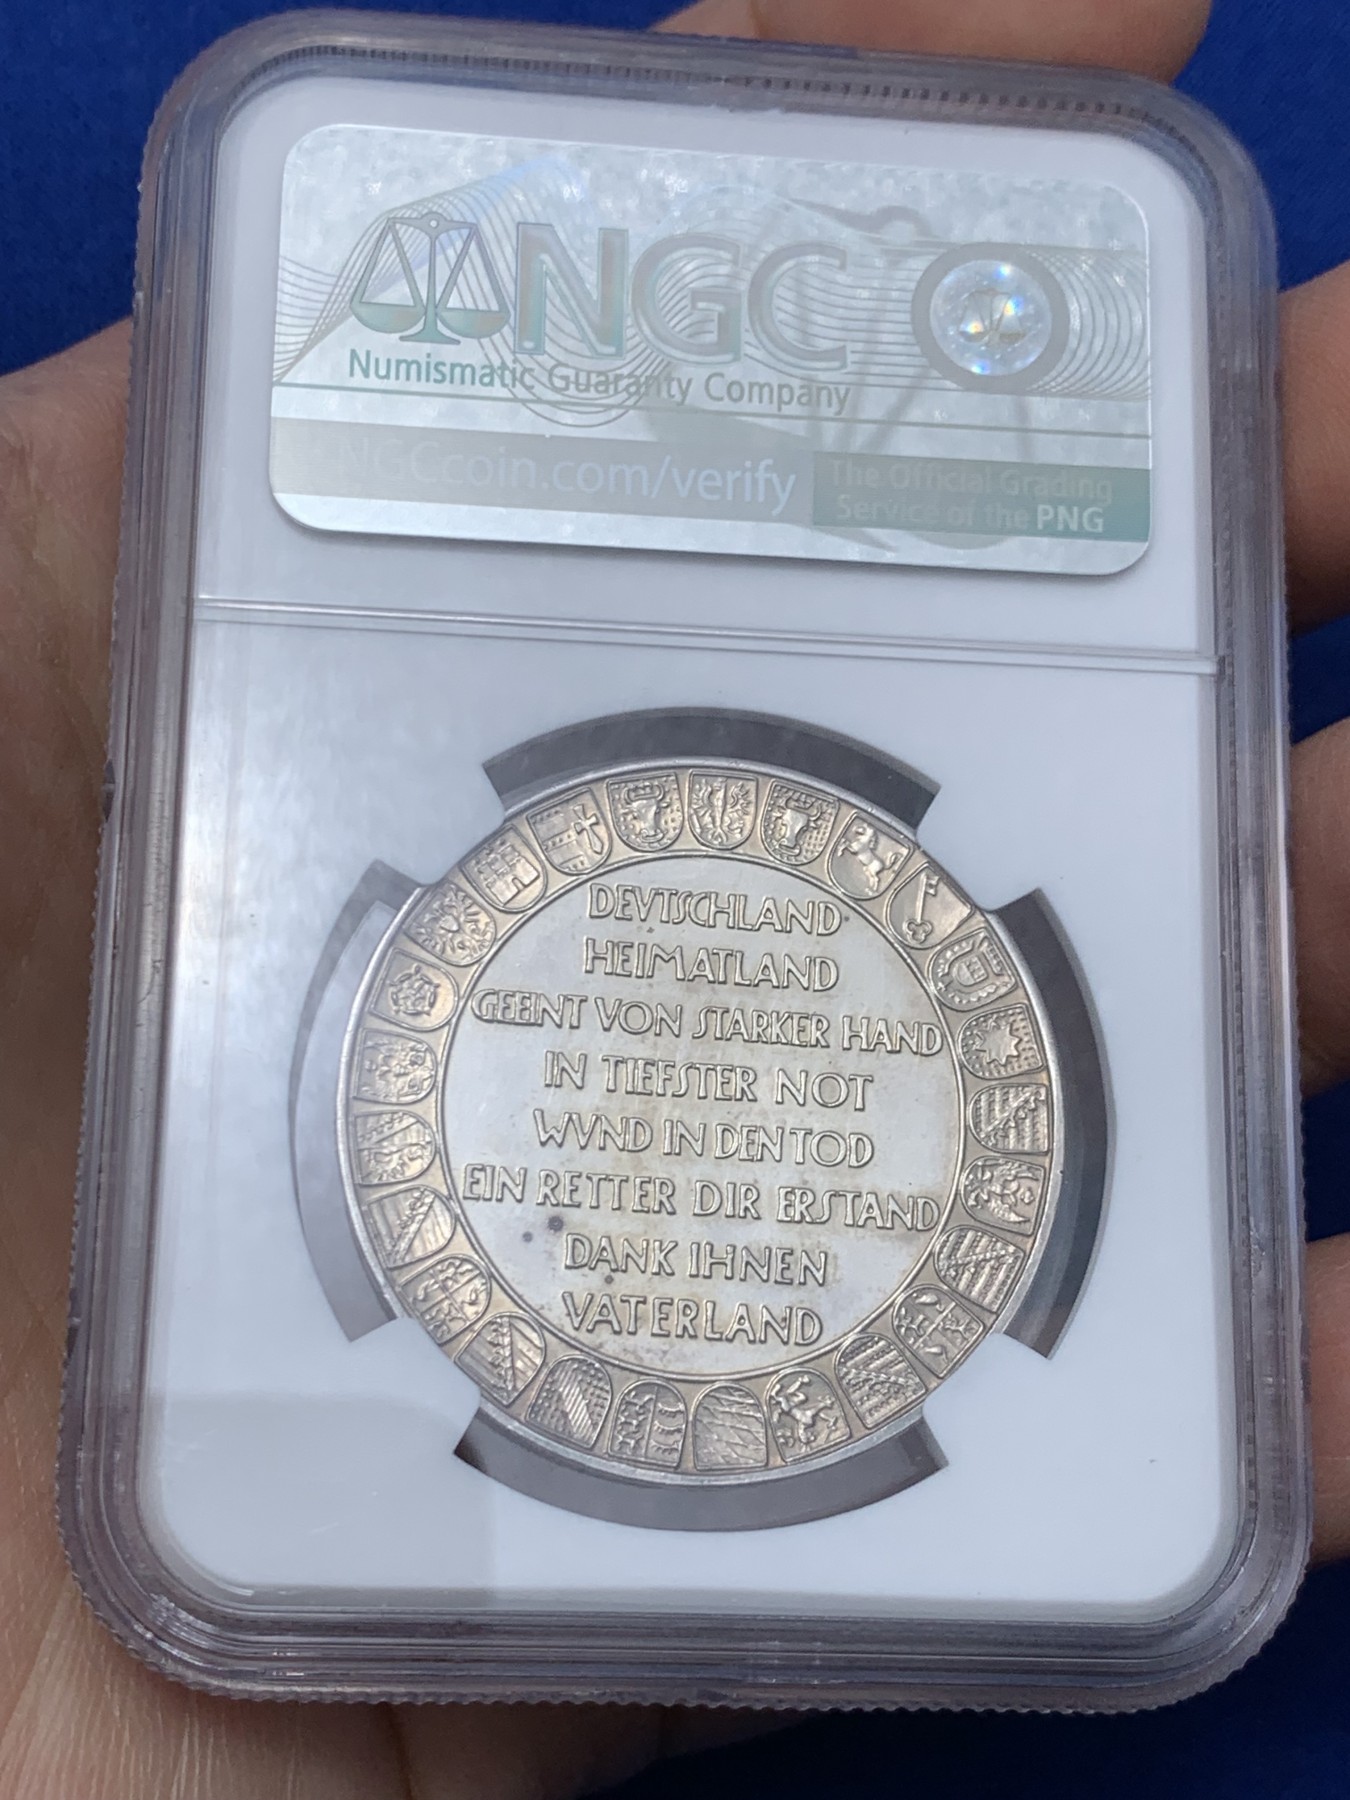 NGC
Numismatic Guaranty Company
NGCcoin.com/verify
The Official Grading
Service of the PNG
DEVTSCHLAND
HEIMATLAND
GEEINT VON STARKER HAND
IN TIEFSTER NOT
WVND IN DEN TOD
EIN RETTER DIR ERSTAND
DANK IHNEN
VATERLAND